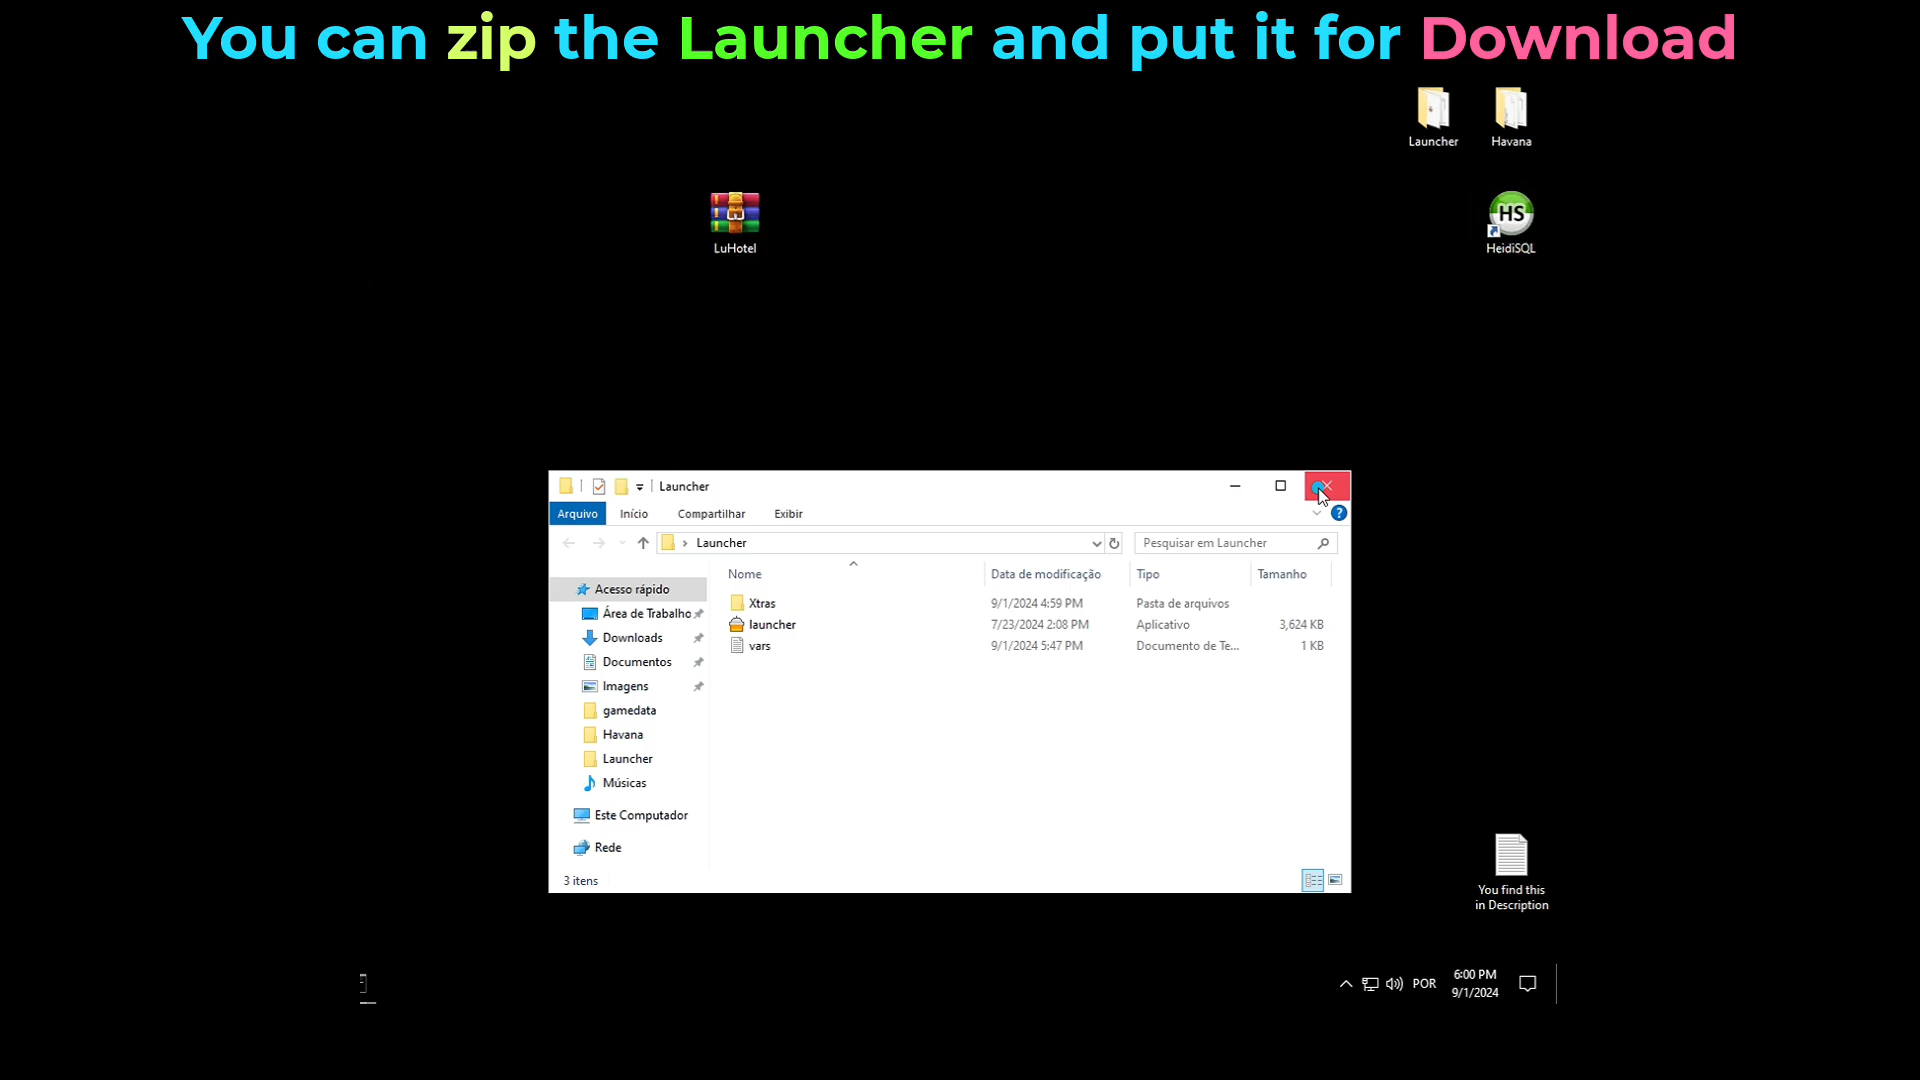 You can zip the Launcher and put it for Download
Launcher
Havana
LuHotel
HS
HeidiSQL
Launcher
Arquivo
Início
Compartilhar
Exibir
?
Launcher
Pesquisar em Launcher
Nome
Data de modificação
Tipo
Tamanho
Xtras 9/1/2024 4:59 PM Pasta de arquivos
launcher 7/23/2024 2:08 PM Aplicativo 3,624 KB
vars 9/1/2024 5:47 PM Documento de Te... 1 KB
Acesso rápido
Área de Trabalho
Downloads
Documentos
Imagens
gamedata
Havana
Launcher
Músicas
Este Computador
Rede
3 itens
You find this
in Description
POR
6:00 PM
9/1/2024